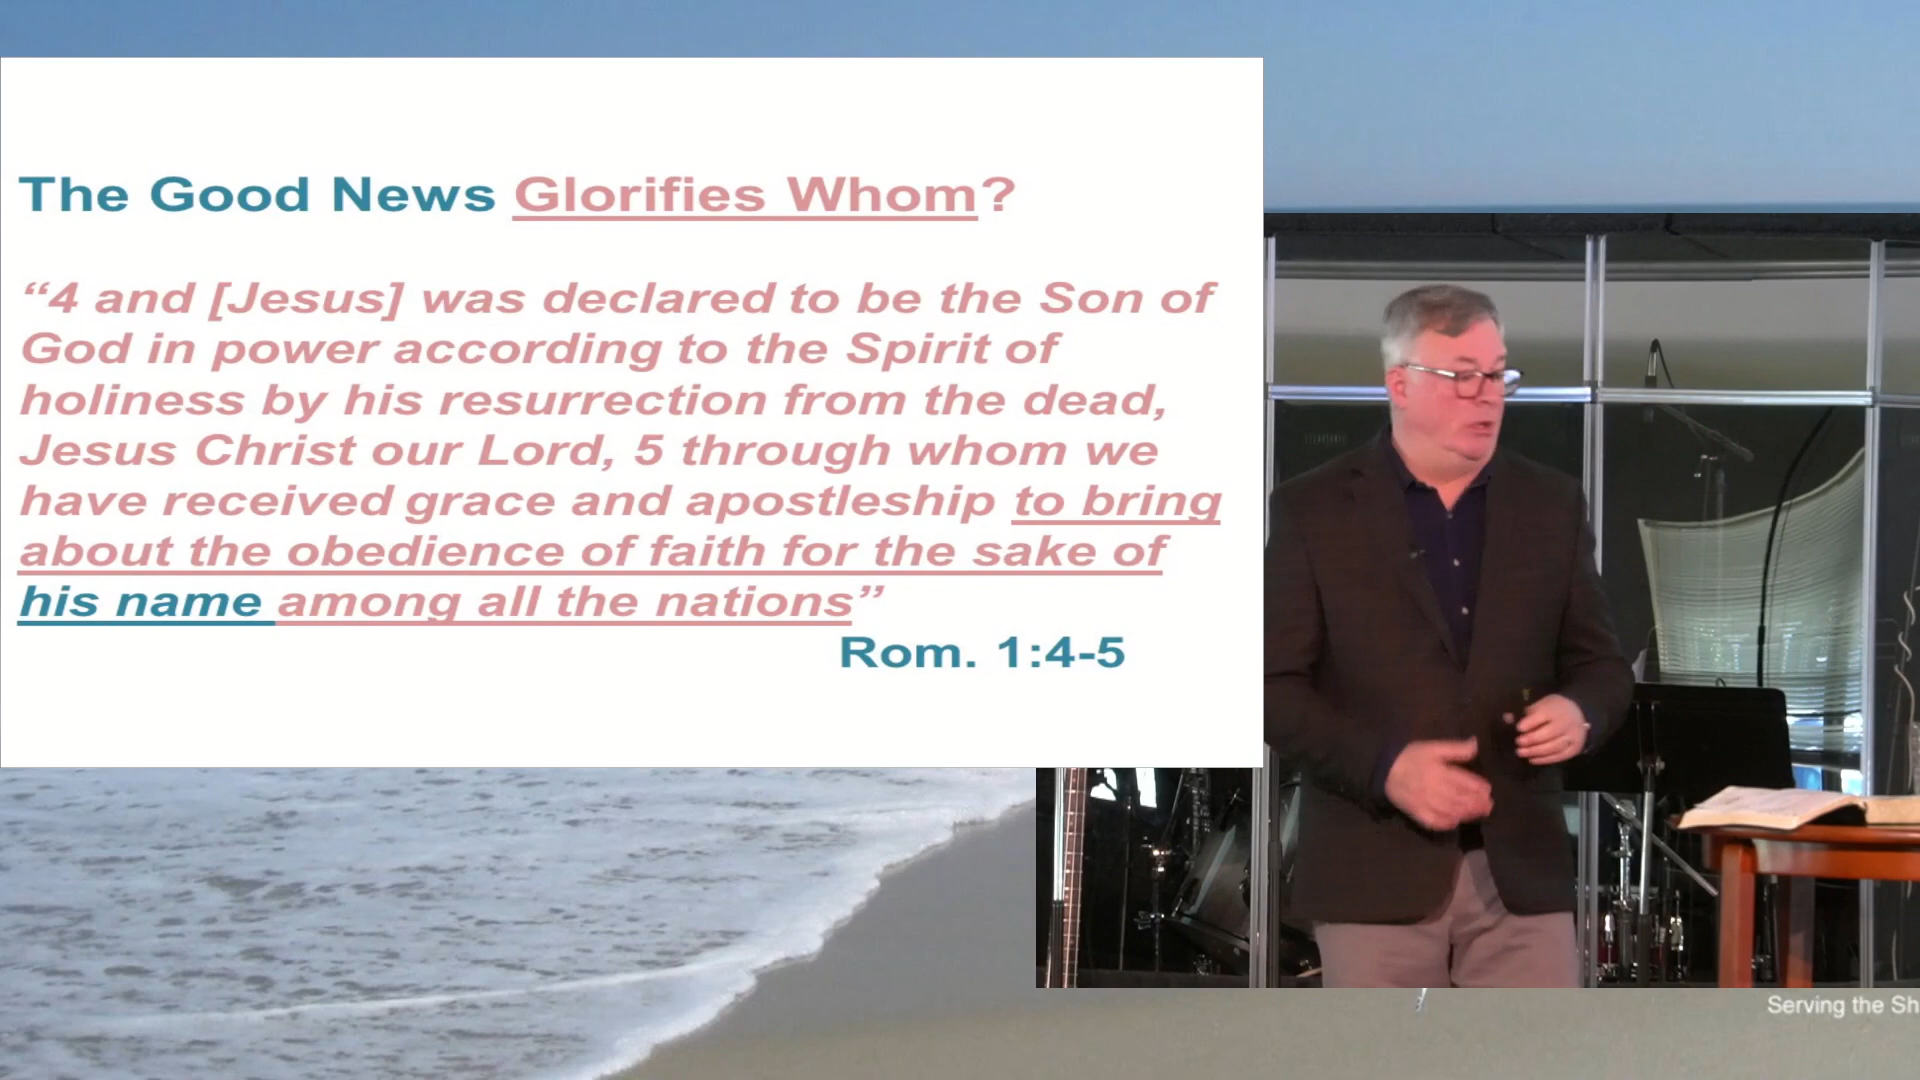 The Good News Glorifies Whom?
“4 and [Jesus] was declared to be the Son of
God in power according to the Spirit of
holiness by his resurrection from the dead,
Jesus Christ our Lord, 5 through whom we
have received grace and apostleship to bring
about the obedience of faith for the sake of
his name among all the nations”
Rom. 1:4-5
Serving the Sh